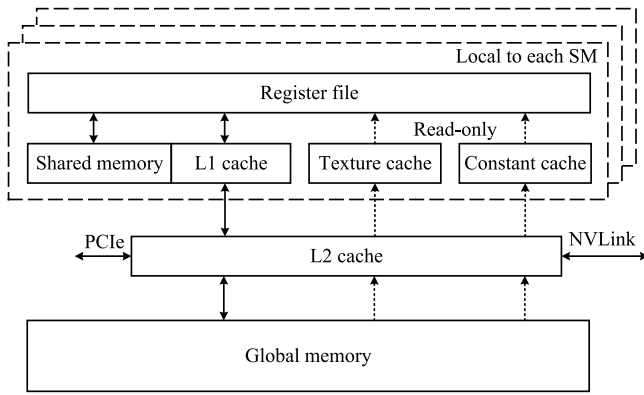 Local to each SM
Register file
Read-only
Shared memory
L1 cache
Texture cache
Constant cache
PCIe
L2 cache
NVLink
Global memory